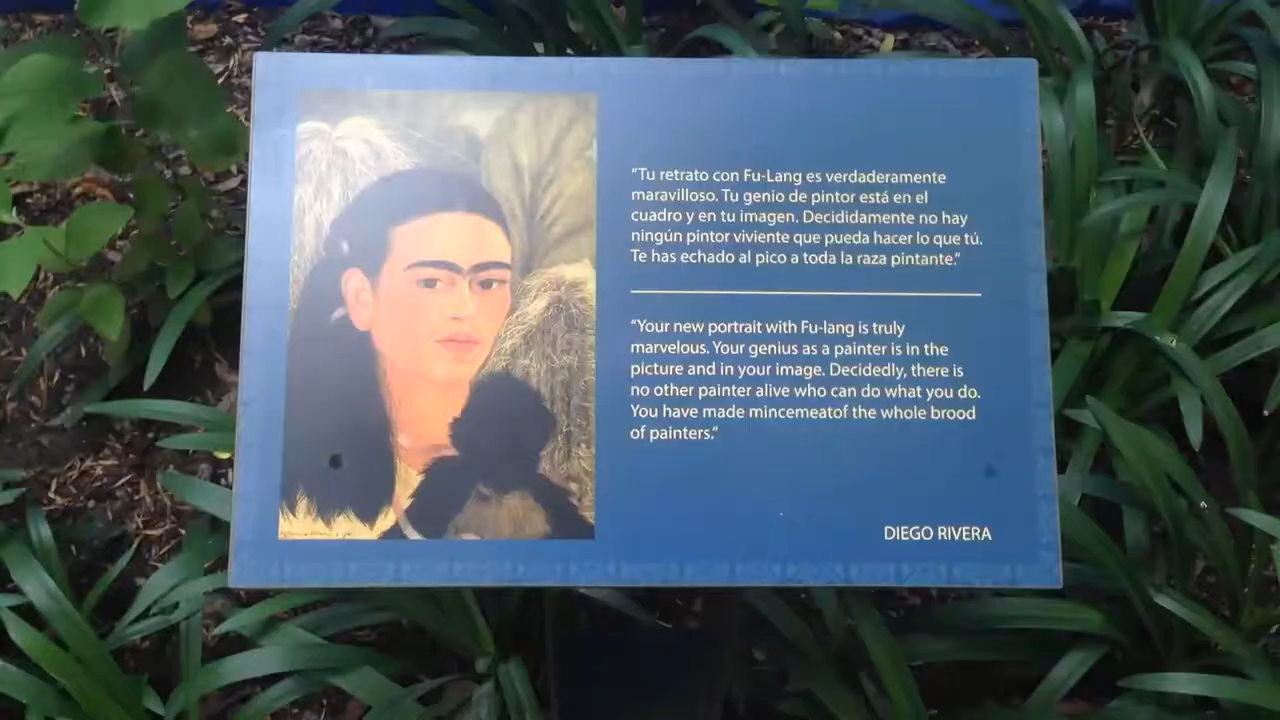 “Tu retrato con Fu-Lang es verdaderamente
maravilloso. Tu genio de pintor está en el
cuadro y en tu imagen. Decididamente no hay
ningún pintor viviente que pueda hacer lo que tú.
Te has echado al pico a toda la raza pintante.”
“Your new portrait with Fu-lang is truly
marvelous. Your genius as a painter is in the
picture and in your image. Decidedly, there is
no other painter alive who can do what you do.
You have made mincemeatof the whole brood
of painters.”
DIEGO RIVERA